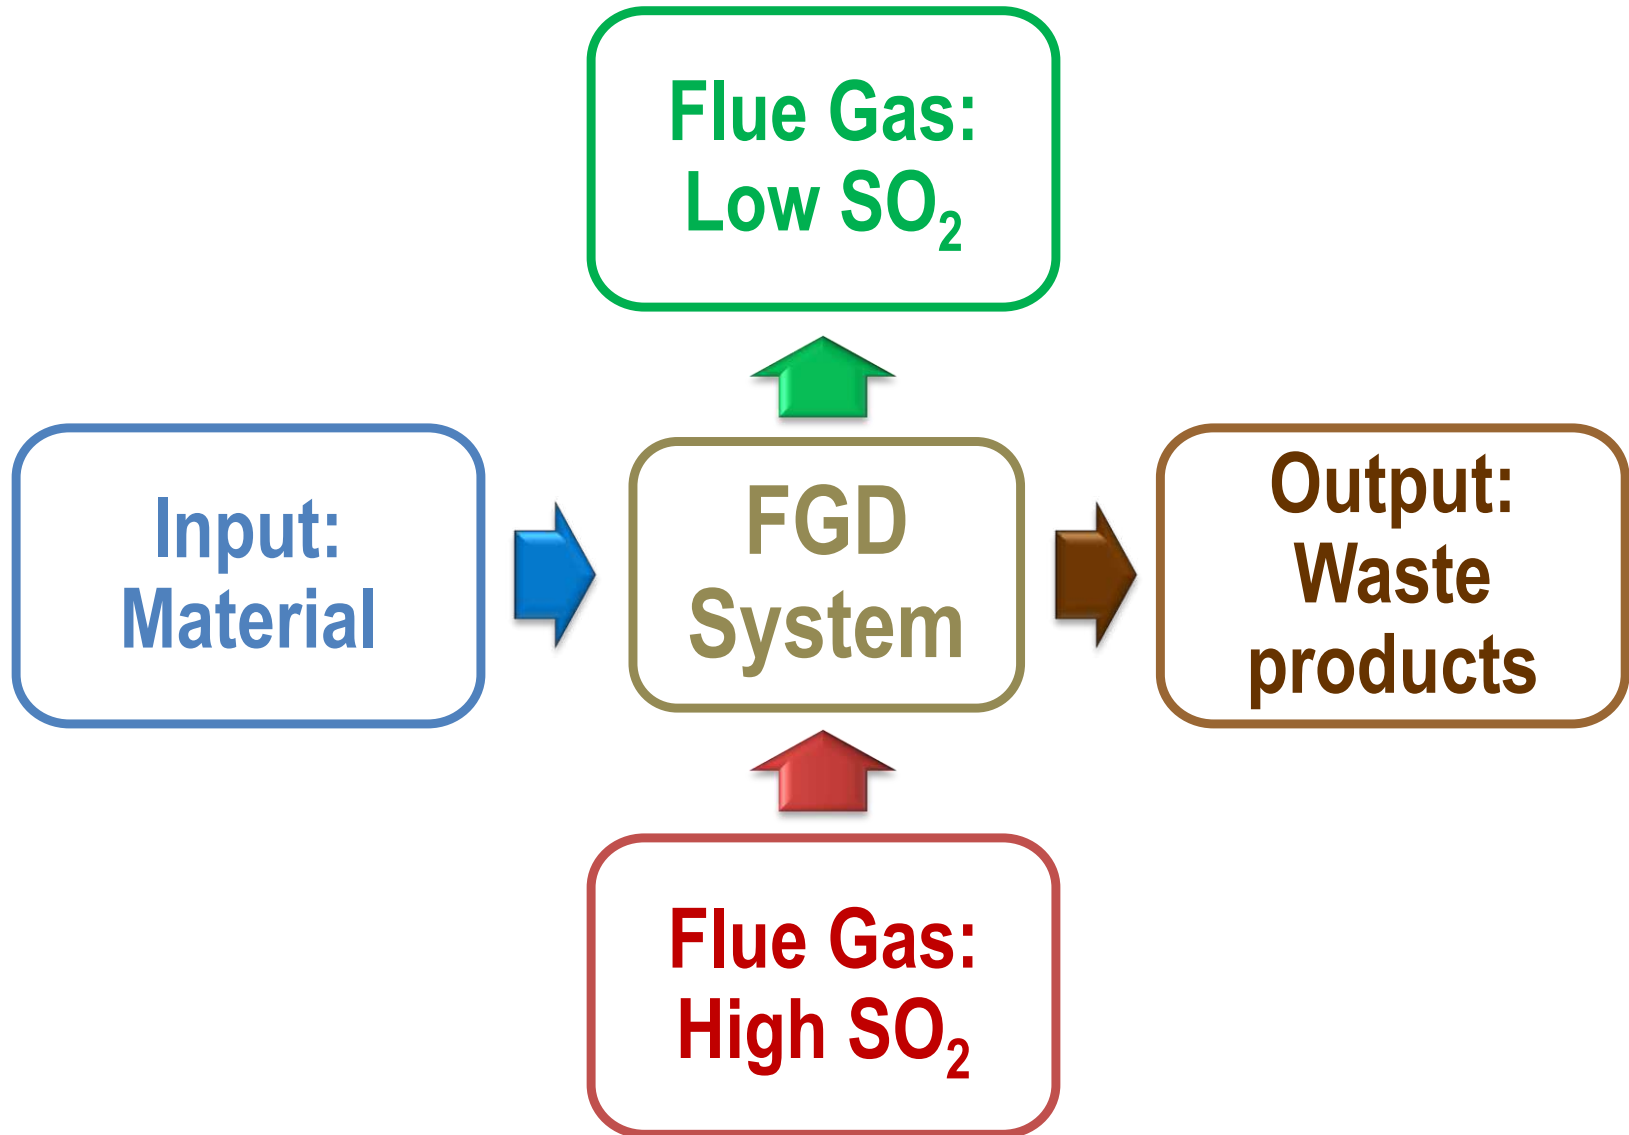 Flue Gas:
Low SO₂
Input:
Material
FGD
System
Output:
Waste
products
Flue Gas:
High SO₂